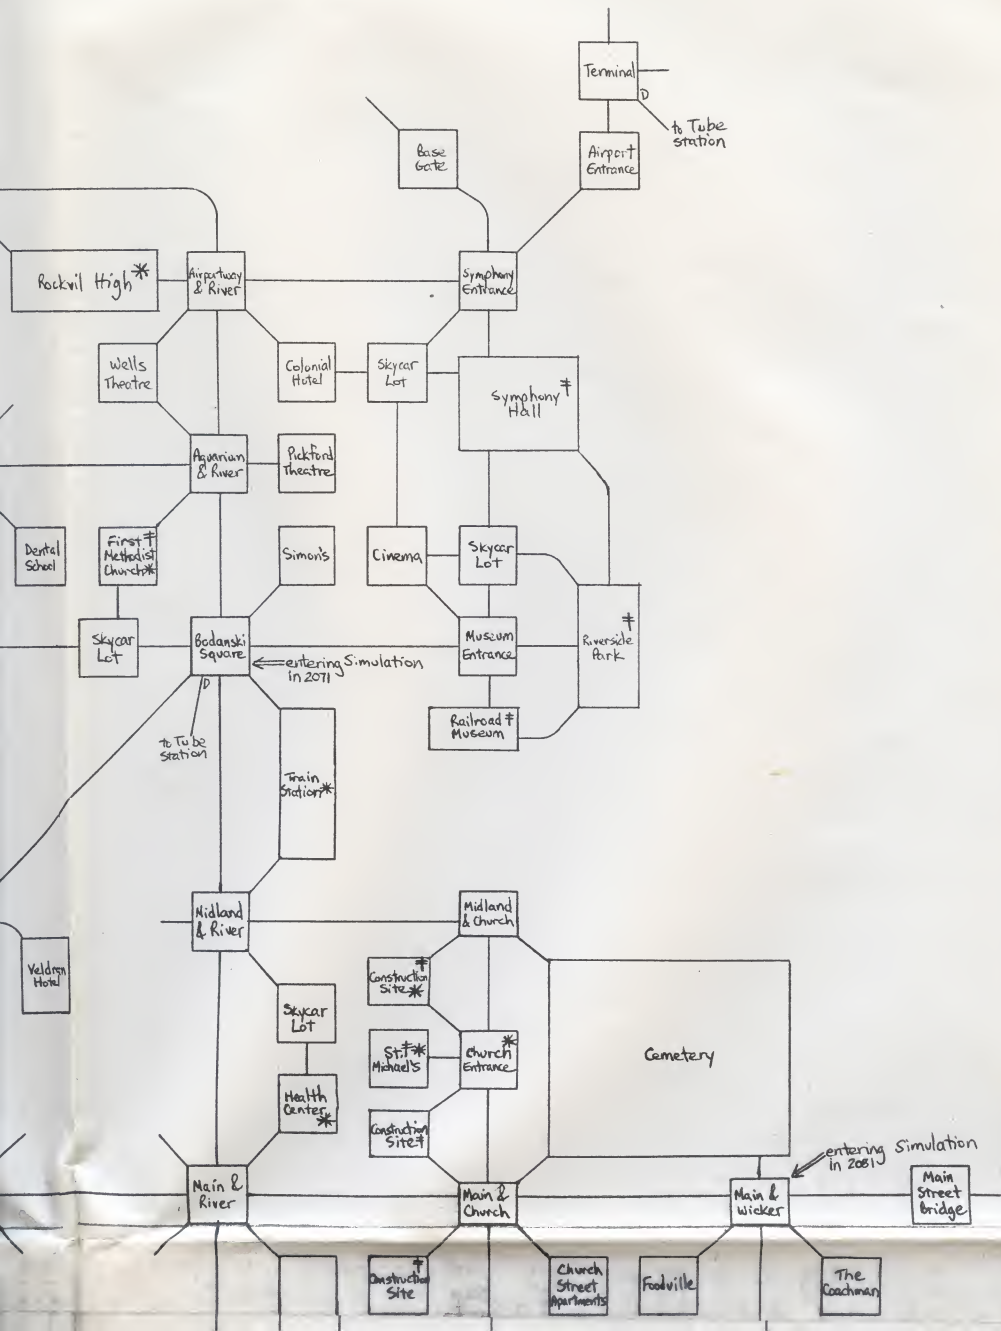 Terminal
D
to Tube
station
Base
Gate
Airport
Entrance
Rockvil High*
Airportway
& River
Symphony
Entrance
Wells
Theatre
Colonial
Hotel
Skycar
Lot
Symphony ‡
Hall
Aquarium
& River
Pickford
Theatre
Dental
School
First ‡
Methodist
Church*
Simon's
Cinema
Skycar
Lot
Skycar
Lot
Bodanski
Square
Museum
Entrance
‡
Riverside
Park
entering Simulation
in 2071
D
to Tube
station
Railroad ‡
Museum
Train
Station*
Midland
& River
Midland
& Church
Veldran
Hotel
Construction ‡
Site *
Skycar
Lot
St. ‡ *
Michael's
Church *
Entrance
Cemetery
Health
Center
*
Construction
Site ‡
entering Simulation
in 2081
Main &
River
Main &
Church
Main &
Wicker
Main
Street
Bridge
‡
Construction
Site
Church
Street
Apartments
Foodville
The
Coachman